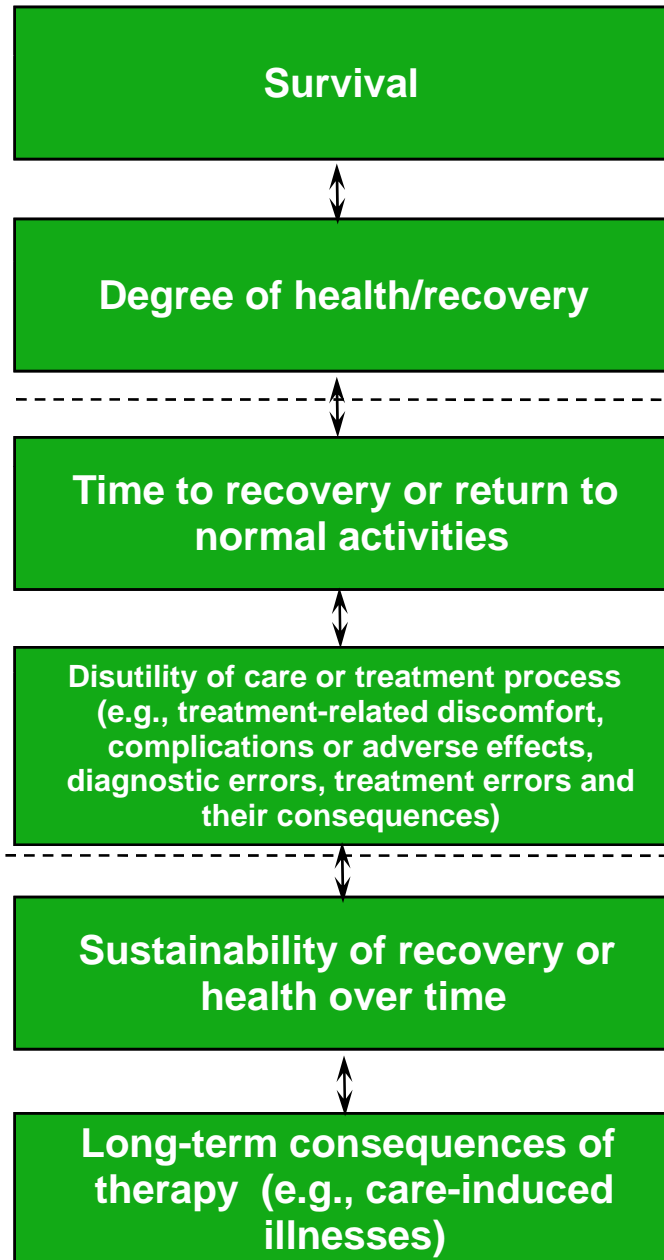 Survival
Degree of health/recovery
Time to recovery or return to
normal activities
Disutility of care or treatment process
(e.g., treatment-related discomfort,
complications or adverse effects,
diagnostic errors, treatment errors and
their consequences)
Sustainability of recovery or
health over time
Long-term consequences of
therapy  (e.g., care-induced
illnesses)